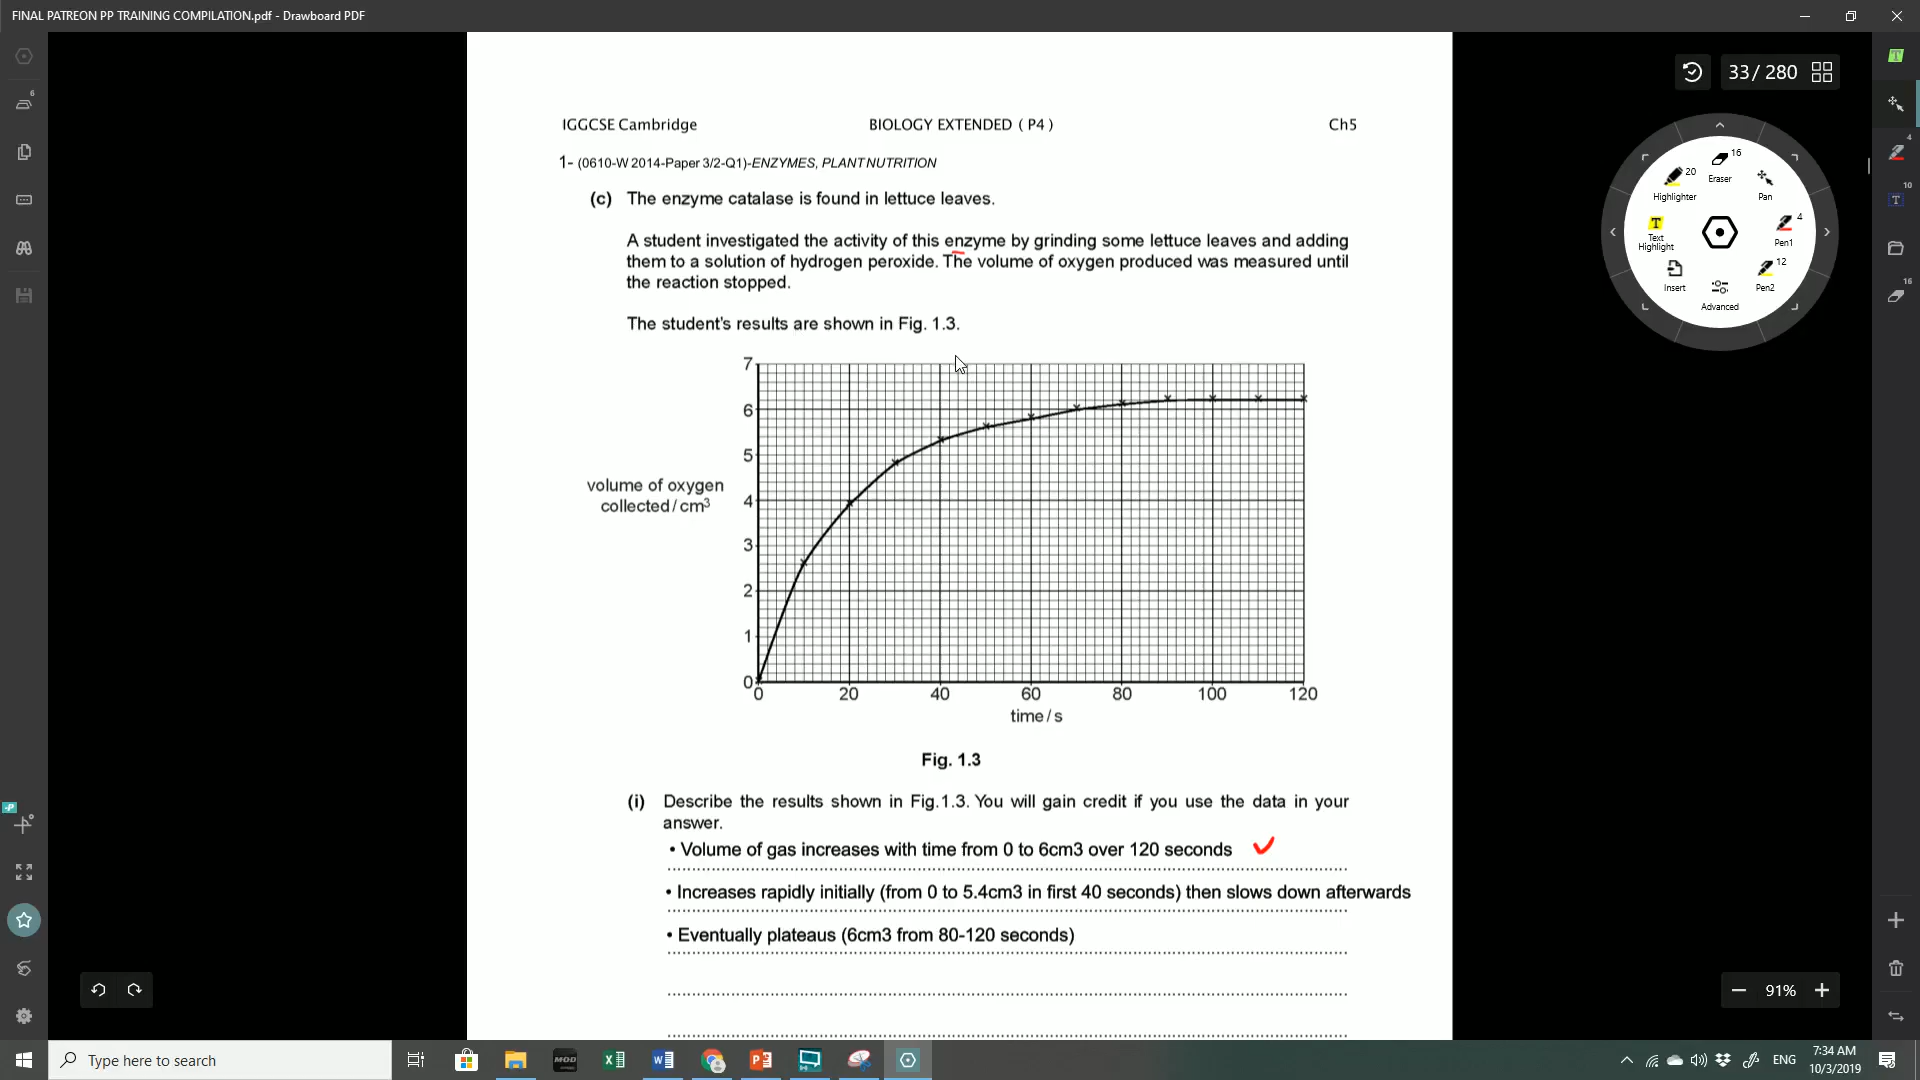 FINAL PATREON PP TRAINING COMPILATION.pdf - Drawboard PDF
33 / 280
IGGCSE Cambridge BIOLOGY EXTENDED ( P4 ) Ch5
1- (0610-W 2014-Paper 3/2-Q1)-ENZYMES, PLANT NUTRITION
(c) The enzyme catalase is found in lettuce leaves.
A student investigated the activity of this enzyme by grinding some lettuce leaves and adding
them to a solution of hydrogen peroxide. The volume of oxygen produced was measured until
the reaction stopped.
The student's results are shown in Fig. 1.3.
7
6
5
4
3
2
1
0
volume of oxygen
collected / cm³
0 20 40 60 80 100 120
time / s
Fig. 1.3
(i) Describe the results shown in Fig.1.3. You will gain credit if you use the data in your
answer.
• Volume of gas increases with time from 0 to 6cm3 over 120 seconds
• Increases rapidly initially (from 0 to 5.4cm3 in first 40 seconds) then slows down afterwards
• Eventually plateaus (6cm3 from 80-120 seconds)
16
Eraser
20
Highlighter
Pan
Text
Highlight
4
Pen1
Insert
12
Pen2
Advanced
6
4
10
T
16
91%
Type here to search
MOD
ENG
7:34 AM
10/3/2019